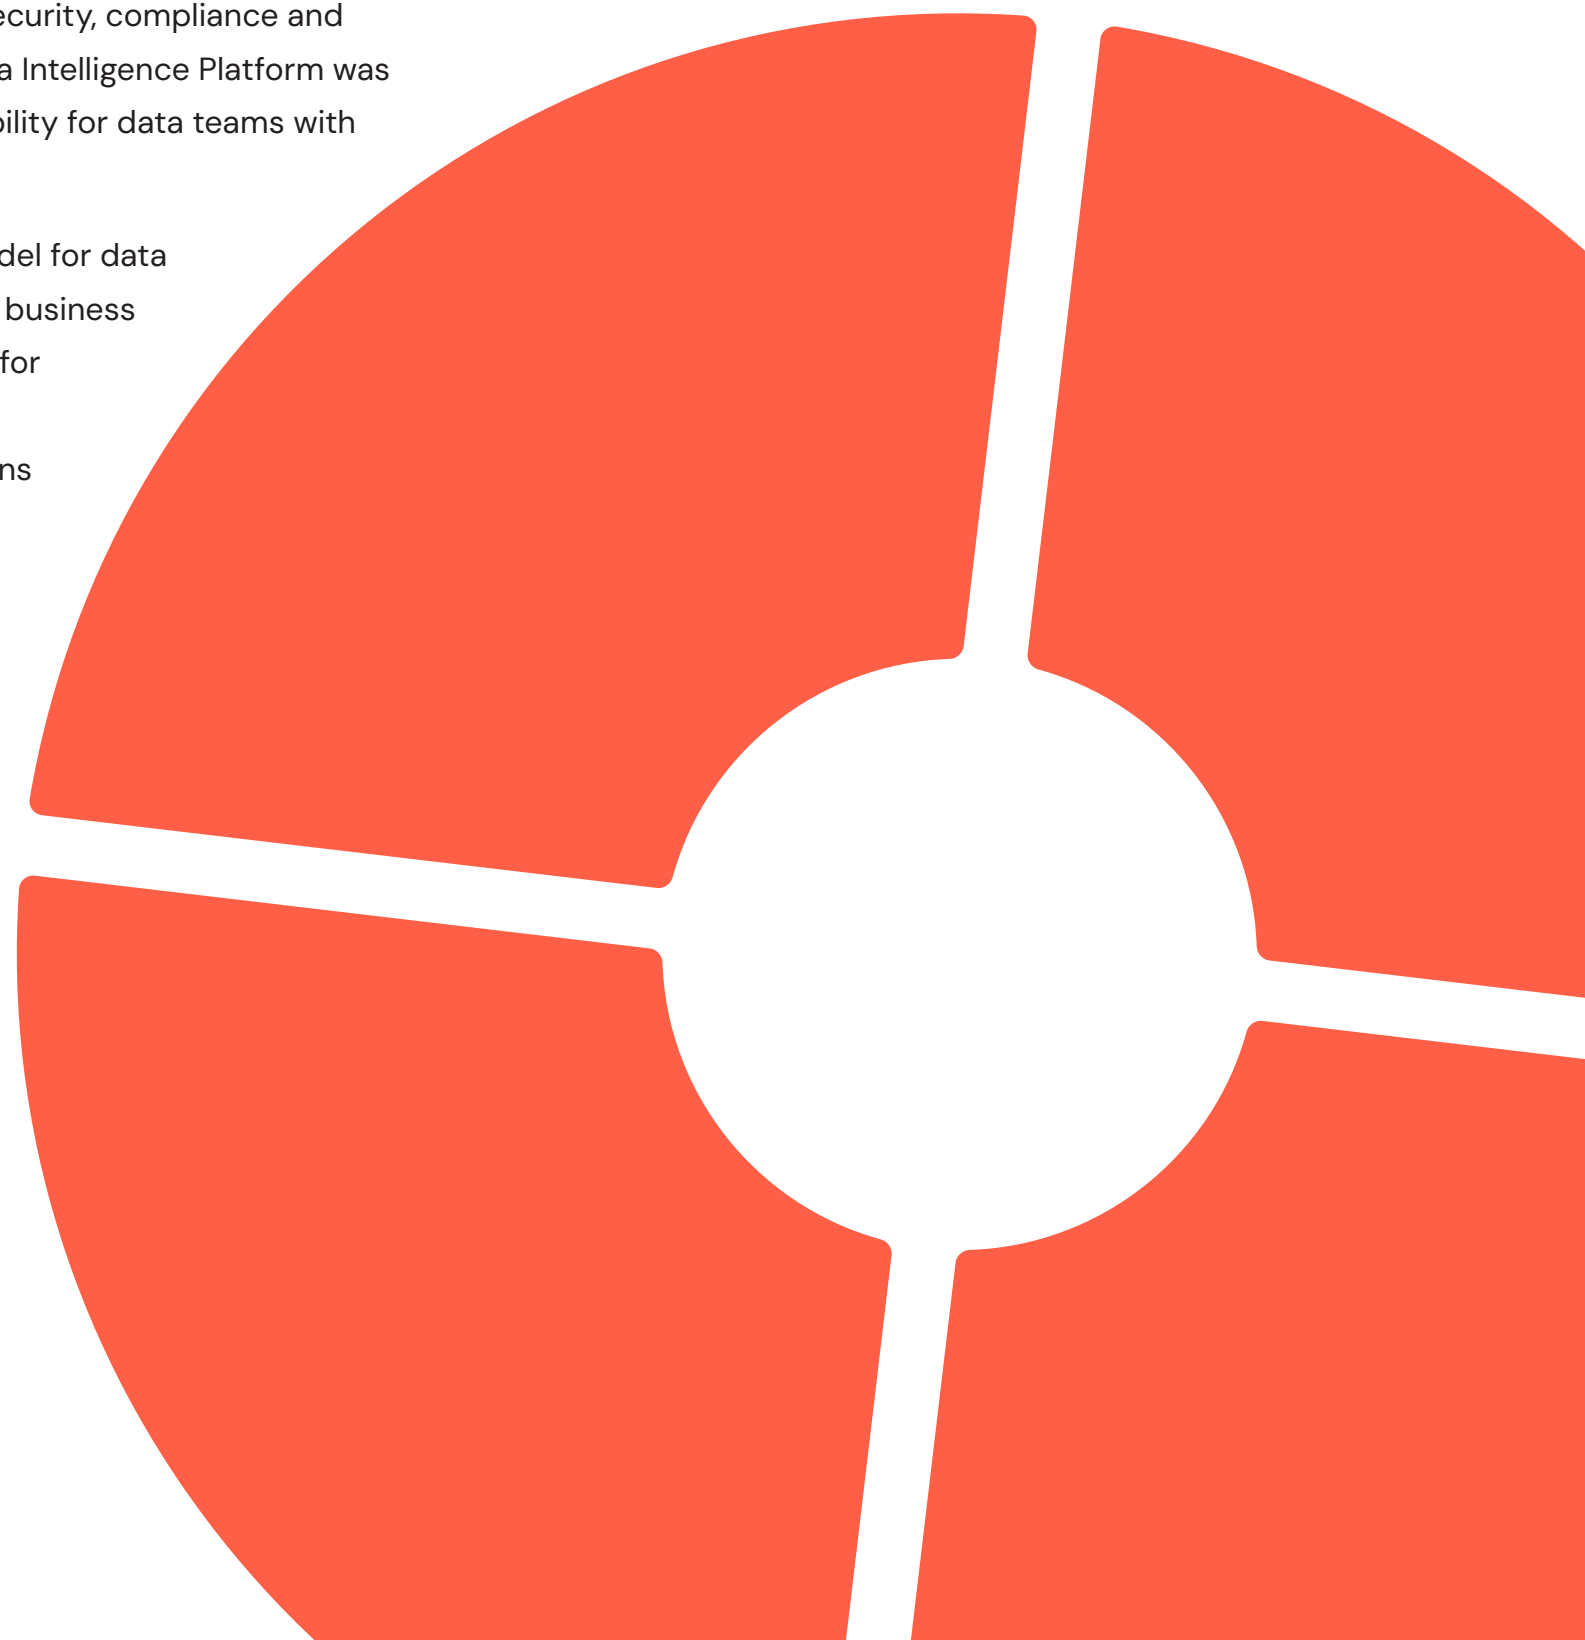 ecurity, compliance and
a Intelligence Platform was
bility for data teams with
del for data
business
for
ns